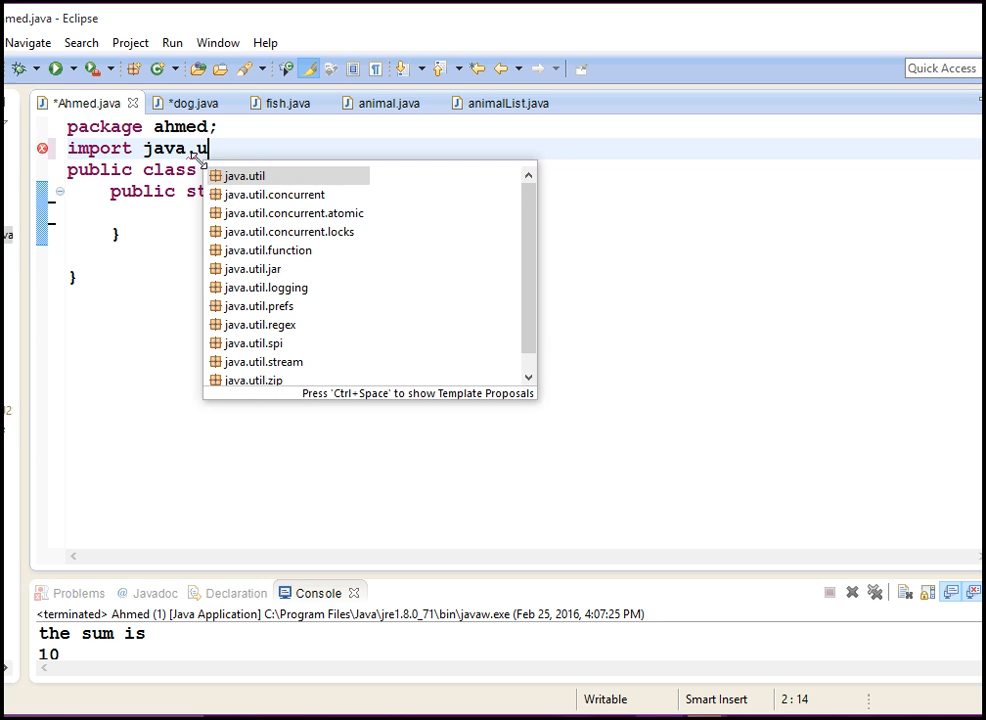 med.java - Eclipse
Navigate Search Project Run Window Help
Quick Access
*Ahmed.java *dog.java fish.java animal.java animalList.java
package ahmed;
import java.u
public class
public st
}
}
java.util
java.util.concurrent
java.util.concurrent.atomic
java.util.concurrent.locks
java.util.function
java.util.jar
java.util.logging
java.util.prefs
java.util.regex
java.util.spi
java.util.stream
java.util.zip
Press 'Ctrl+Space' to show Template Proposals
va
2
Problems @ Javadoc Declaration Console
<terminated> Ahmed (1) [Java Application] C:\Program Files\Java\jre1.8.0_71\bin\javaw.exe (Feb 25, 2016, 4:07:25 PM)
the sum is
10
Writable Smart Insert 2 : 14